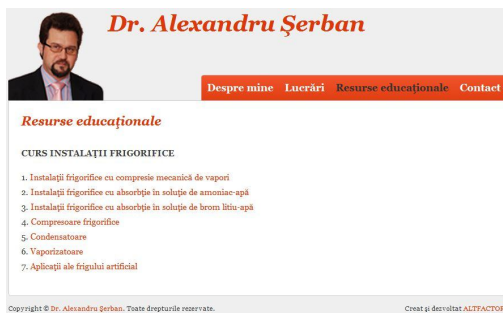 Dr. Alexandru Şerban
Despre mine Lucrări Resurse educaţionale Contact
Resurse educaţionale
CURS INSTALAŢII FRIGORIFICE
1. Instalaţii frigorifice cu compresie mecanică de vapori
2. Instalaţii frigorifice cu absorbţie în soluţie de amoniac-apă
3. Instalaţii frigorifice cu absorbţie în soluţie de brom litiu-apă
4. Compresoare frigorifice
5. Condensatoare
6. Vaporizatoare
7. Aplicaţii ale frigului artificial
Copyright © Dr. Alexandru Şerban. Toate drepturile rezervate. Creat şi dezvoltat ALTFACTOR